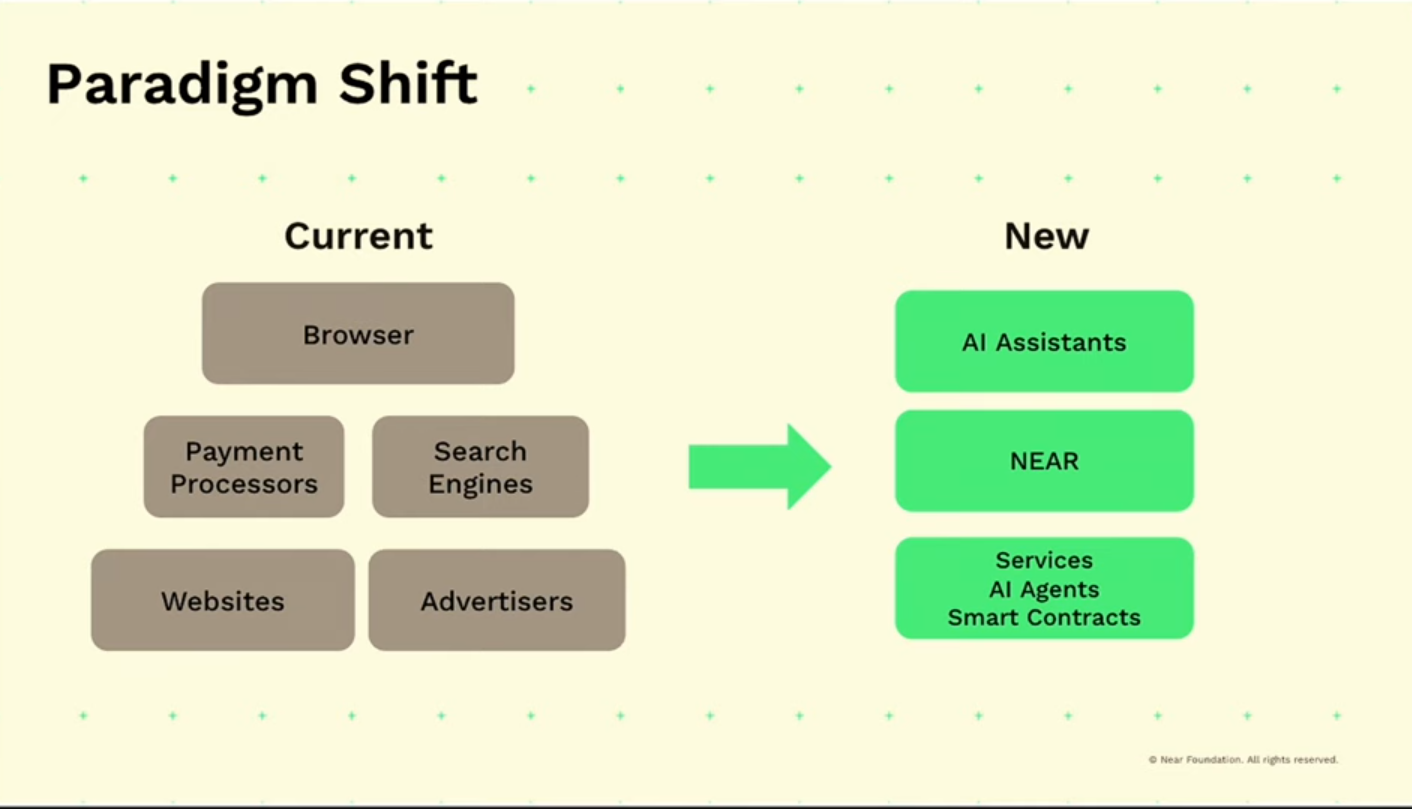 Paradigm Shift
Current
Browser
Payment
Processors
Search
Engines
Websites
Advertisers
New
AI Assistants
NEAR
Services
AI Agents
Smart Contracts
© Near Foundation. All rights reserved.